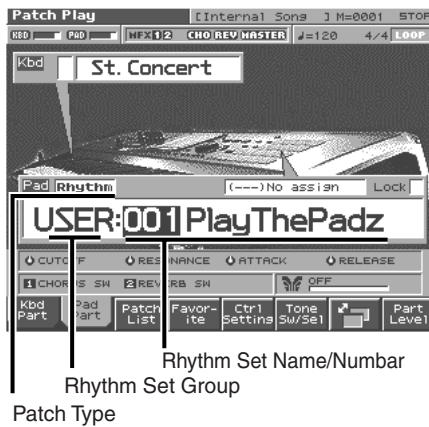 Patch Play [Internal Song ] M=0001 STOP
KBD PAD MFX 1 2 CHO REV MASTER ♩=120 4/4 LOOP
Kbd St. Concert
Pad Rhythm (---)No assign Lock
USER:001 PlayThePadz
CUTOFF RESONANCE ATTACK RELEASE
1 CHORUS SW 2 REVERB SW OFF
Kbd Part Pad Part Patch List Favor-ite Ctrl Setting Tone Sw/Sel Part Level
Rhythm Set Name/Numbar
Rhythm Set Group
Patch Type